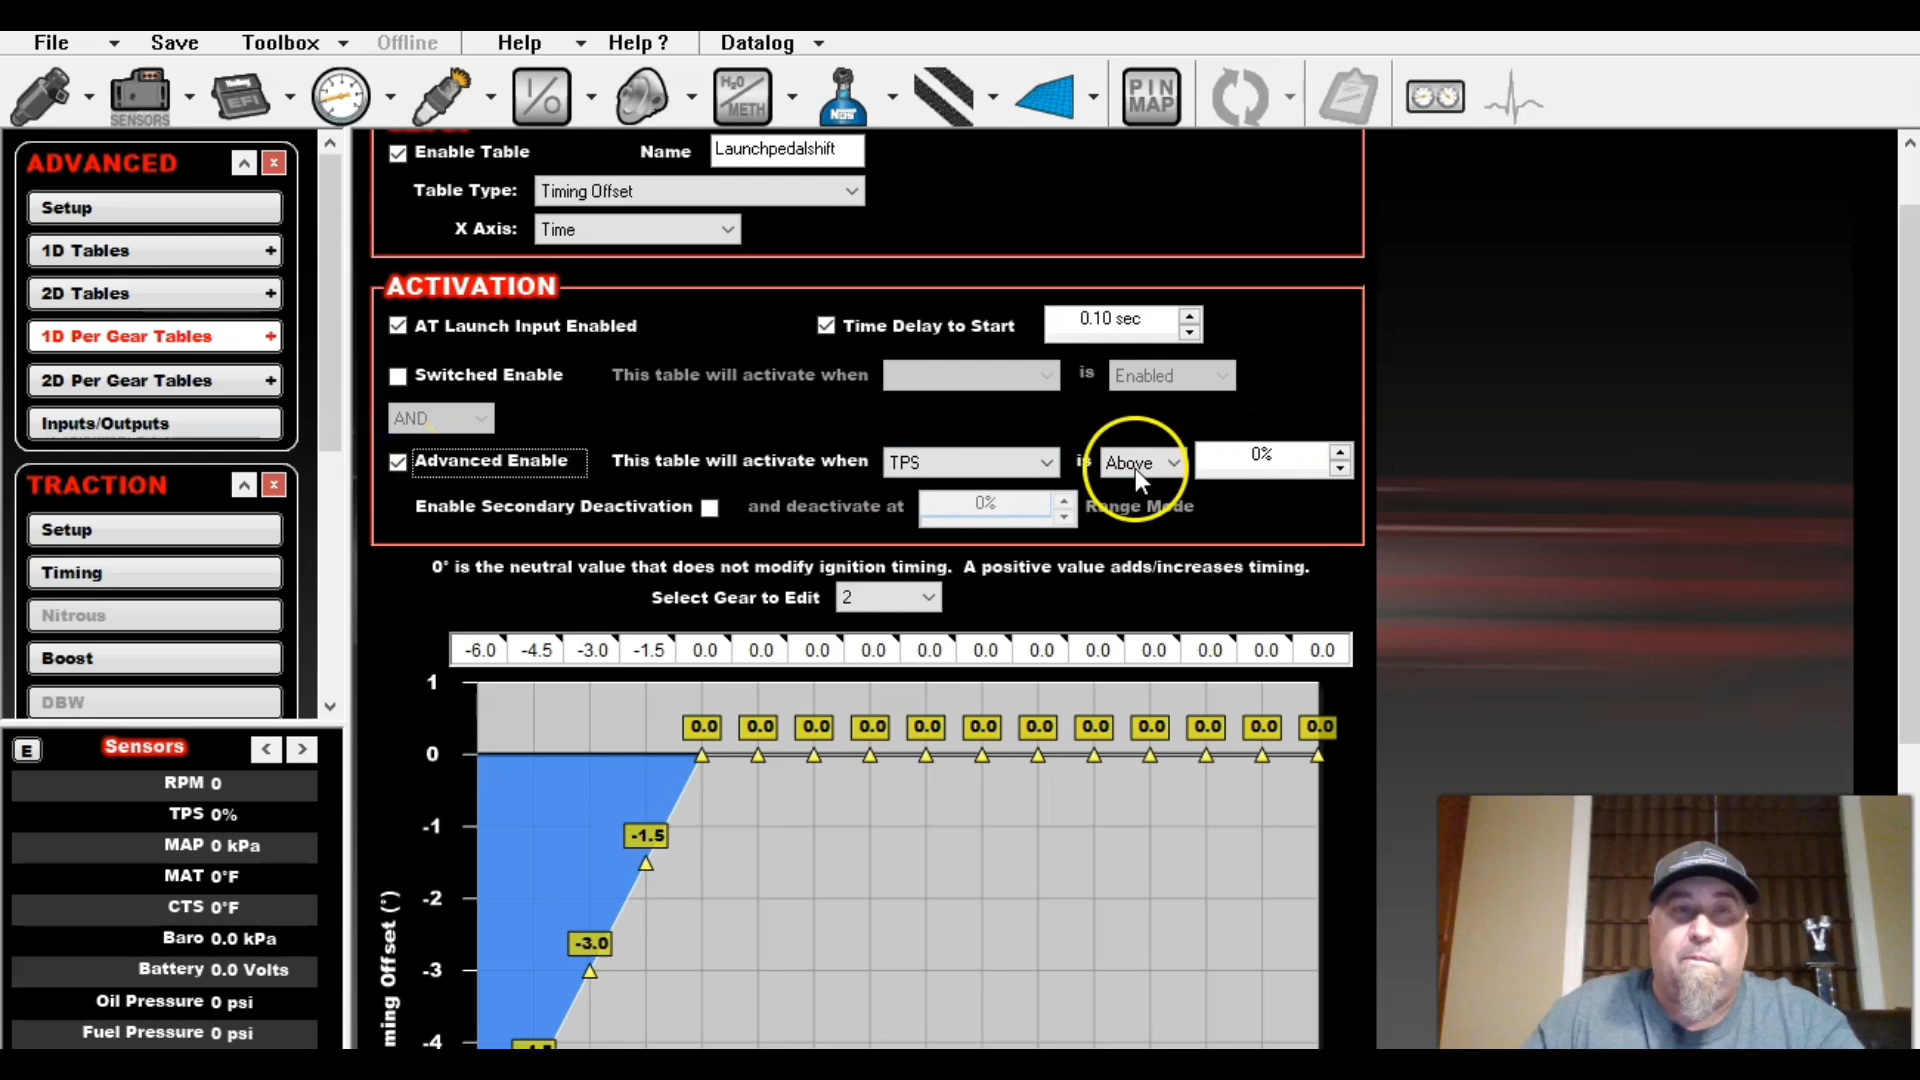 File Save Toolbox Offline Help Help ? Datalog
SENSORS
EFI
I/O
H₂O METH
NOS
PIN MAP
ADVANCED
Setup
1D Tables +
2D Tables +
1D Per Gear Tables +
2D Per Gear Tables +
Inputs/Outputs
TRACTION
Setup
Timing
Nitrous
Boost
DBW
E Sensors < >
RPM 0
TPS 0%
MAP 0 kPa
MAT 0°F
CTS 0°F
Baro 0.0 kPa
Battery 0.0 Volts
Oil Pressure 0 psi
Fuel Pressure 0 psi
Enable Table Name Launchpedalshift
Table Type: Timing Offset
X Axis: Time
ACTIVATION
AT Launch Input Enabled Time Delay to Start 0.10 sec
Switched Enable This table will activate when is Enabled
AND
Advanced Enable This table will activate when TPS is Above 0%
Enable Secondary Deactivation and deactivate at 0% Range Mode
0° is the neutral value that does not modify ignition timing. A positive value adds/increases timing.
Select Gear to Edit 2
-6.0 -4.5 -3.0 -1.5 0.0 0.0 0.0 0.0 0.0 0.0 0.0 0.0 0.0 0.0 0.0 0.0
1
0.0 0.0 0.0 0.0 0.0 0.0 0.0 0.0 0.0 0.0 0.0 0.0
0
-1
-1.5
-2
-3.0
-3
-4
-4.5
ming Offset (°)